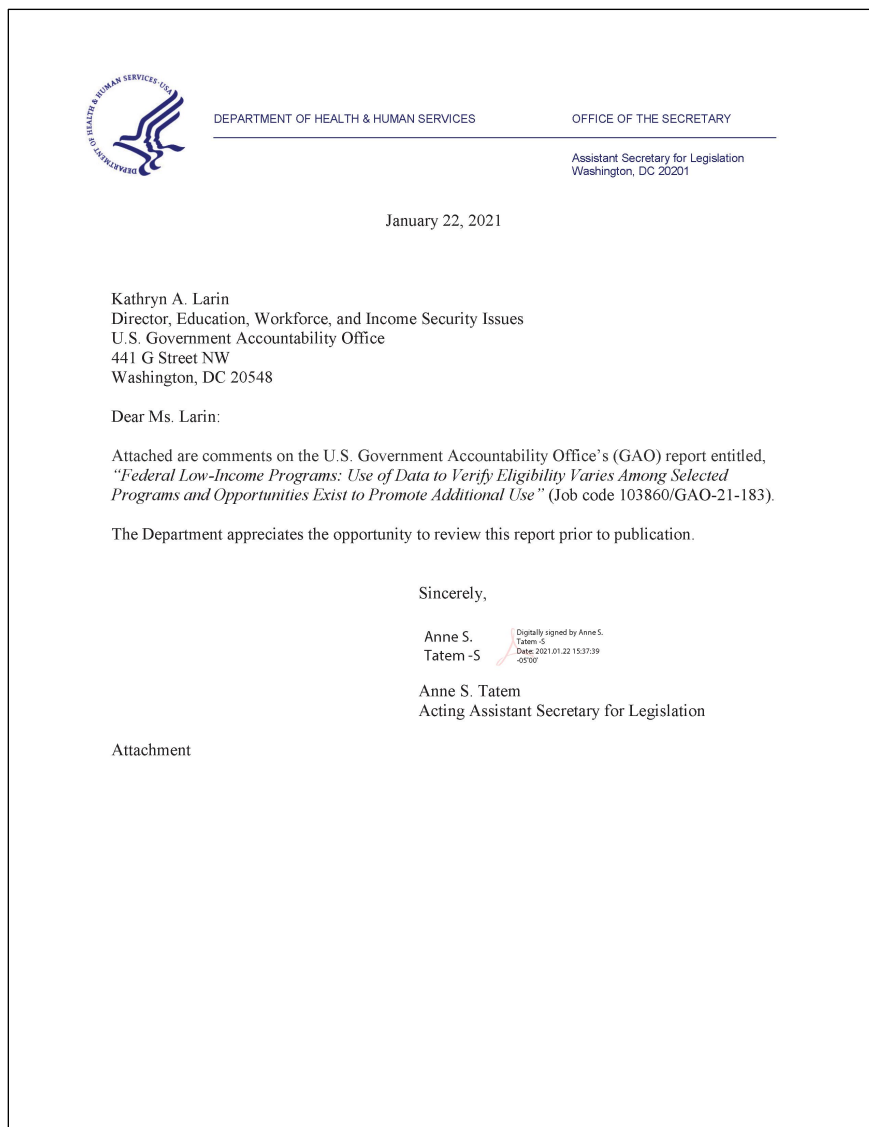 DEPARTMENT OF HEALTH & HUMAN SERVICES·USA
DEPARTMENT OF HEALTH & HUMAN SERVICES
OFFICE OF THE SECRETARY
Assistant Secretary for Legislation
Washington, DC 20201
January 22, 2021
Kathryn A. Larin
Director, Education, Workforce, and Income Security Issues
U.S. Government Accountability Office
441 G Street NW
Washington, DC 20548
Dear Ms. Larin:
Attached are comments on the U.S. Government Accountability Office’s (GAO) report entitled,
“Federal Low-Income Programs: Use of Data to Verify Eligibility Varies Among Selected
Programs and Opportunities Exist to Promote Additional Use” (Job code 103860/GAO-21-183).
The Department appreciates the opportunity to review this report prior to publication.
Sincerely,
Anne S.
Tatem -S
Digitally signed by Anne S.
Tatem -S
Date: 2021.01.22 15:37:39
-05'00'
Anne S. Tatem
Acting Assistant Secretary for Legislation
Attachment